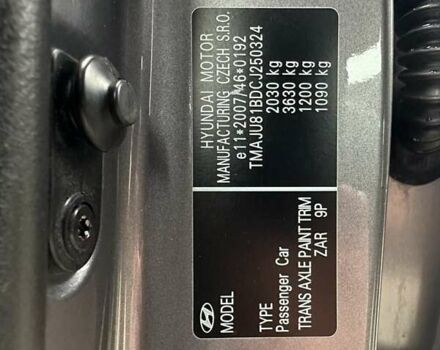 HYUNDAI MOTOR
MANUFACTURING CZECH S.R.O.
e11*2007/46*0192
TMAJU81BDCJ250324
2030 kg
3630 kg
1200 kg
1090 kg
MODEL
TYPE
Passenger Car
TRANS AXLE PAINT TRIM
ZAR 9P